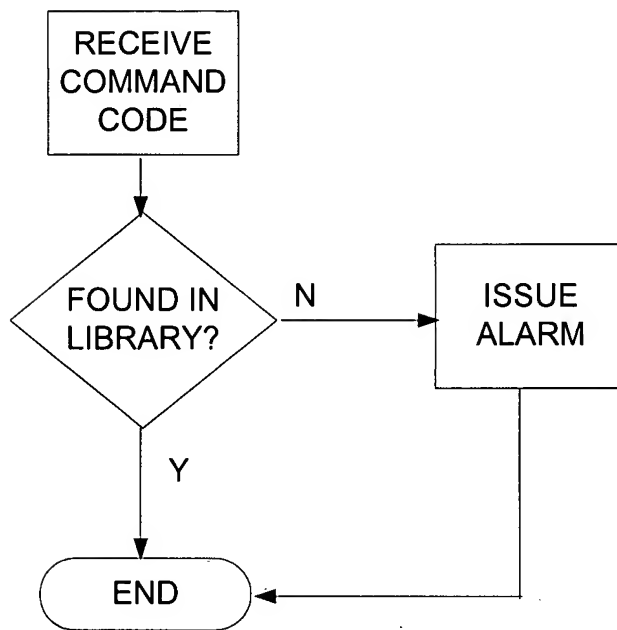 RECEIVE
COMMAND
CODE
FOUND IN
LIBRARY?
N
ISSUE
ALARM
Y
END